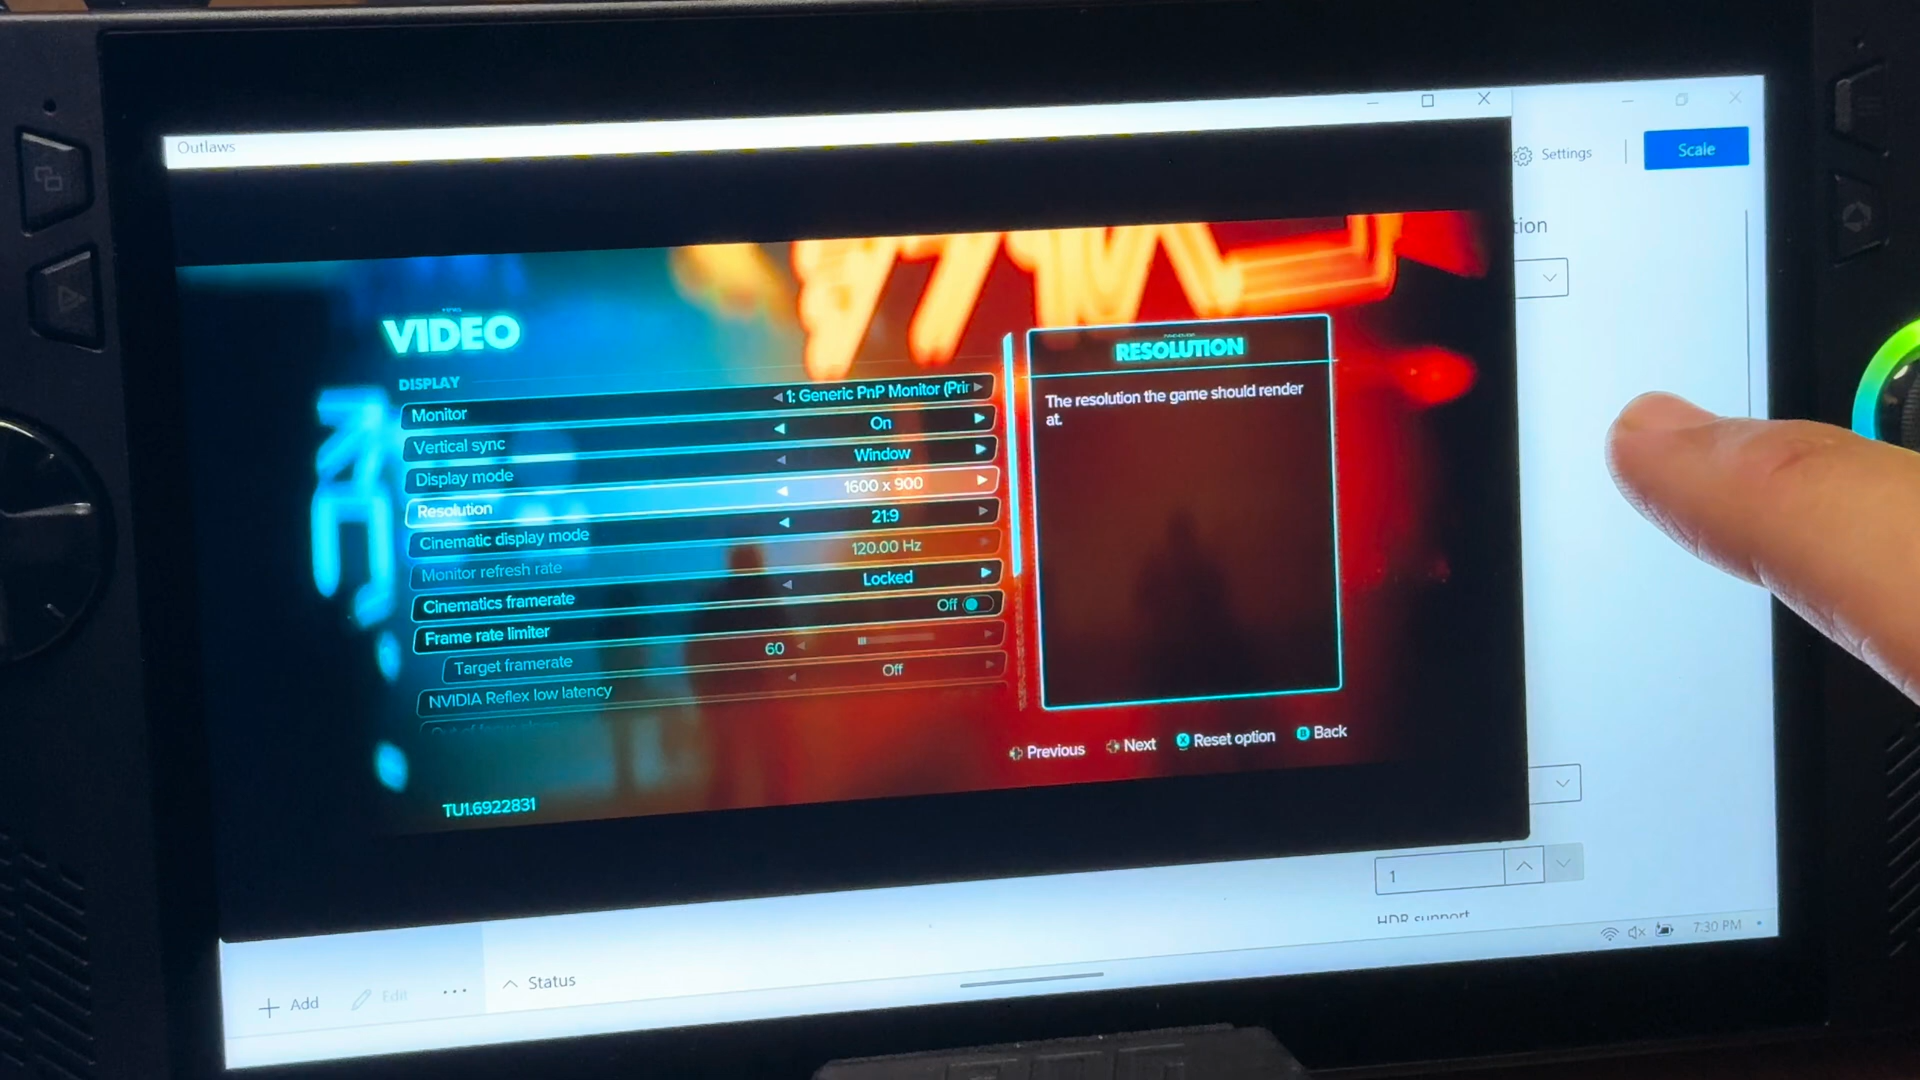 Outlaws
Settings
Scale
tion
VIDEO
DISPLAY
Monitor 1: Generic PnP Monitor (Prir
Vertical sync On
Display mode Window
Resolution 1600 x 900
Cinematic display mode 21:9
Monitor refresh rate 120.00 Hz
Cinematics framerate Locked
Frame rate limiter Off
Target framerate 60
NVIDIA Reflex low latency Off
RESOLUTION
The resolution the game should render
at.
Previous Next Reset option Back
TU1.6922831
1
HDR support
7:30 PM
Add Edit ... Status